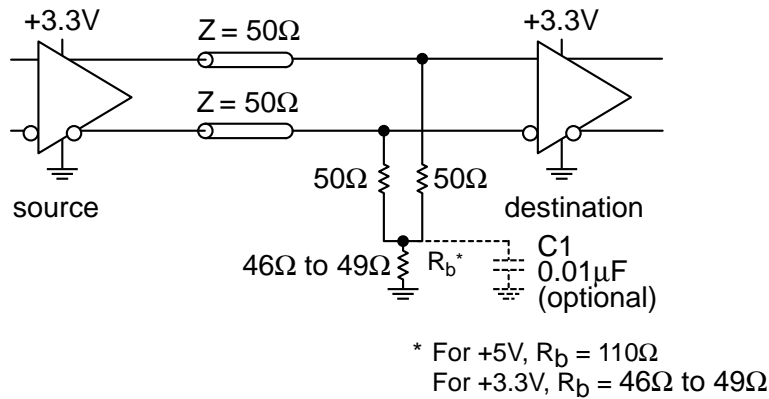 +3.3V
+3.3V
Z = 50Ω
Z = 50Ω
50Ω
50Ω
source
destination
46Ω to 49Ω
Rb*
C1
0.01μF
(optional)
* For +5V, Rb = 110Ω
For +3.3V, Rb = 46Ω to 49Ω